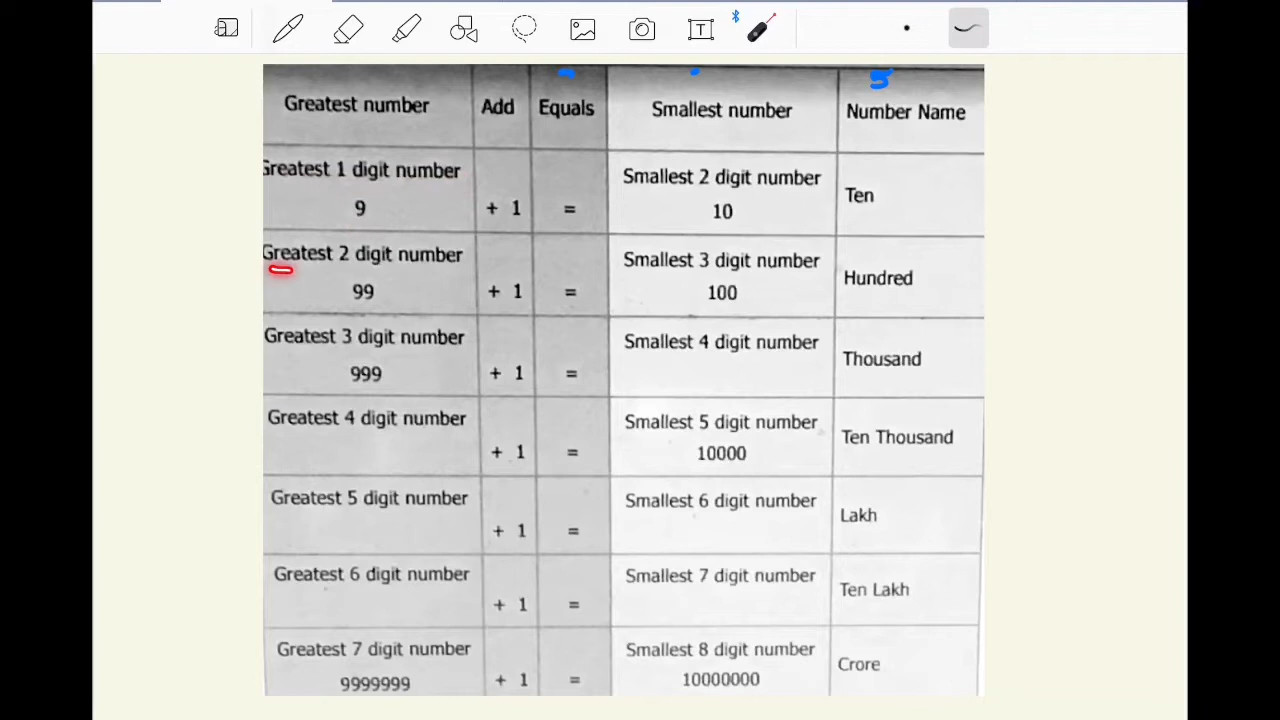 T
Greatest number Add Equals Smallest number Number Name
Greatest 1 digit number Smallest 2 digit number
9 + 1 = 10 Ten
Greatest 2 digit number Smallest 3 digit number
99 + 1 = 100 Hundred
Greatest 3 digit number Smallest 4 digit number
999 + 1 = Thousand
Greatest 4 digit number Smallest 5 digit number
+ 1 = 10000 Ten Thousand
Greatest 5 digit number Smallest 6 digit number
+ 1 = Lakh
Greatest 6 digit number Smallest 7 digit number
+ 1 = Ten Lakh
Greatest 7 digit number Smallest 8 digit number
9999999 + 1 = 10000000 Crore